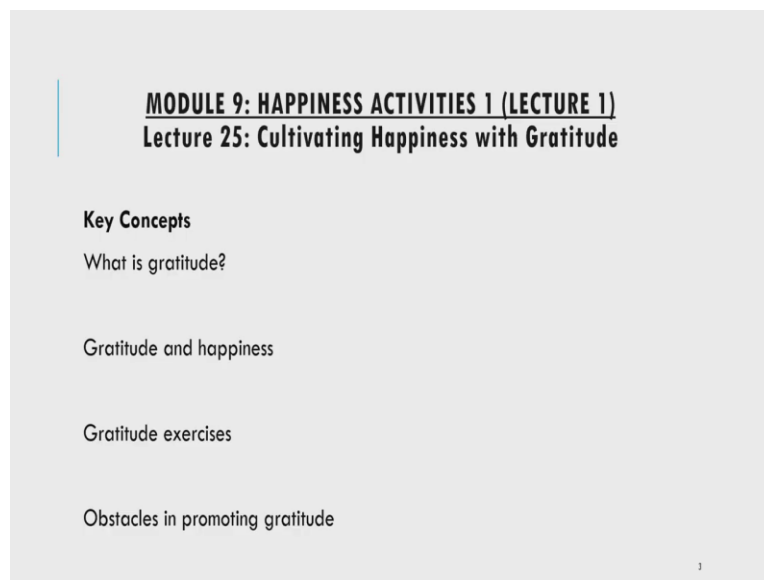 MODULE 9: HAPPINESS ACTIVITIES 1 (LECTURE 1)
Lecture 25: Cultivating Happiness with Gratitude
Key Concepts
What is gratitude?
Gratitude and happiness
Gratitude exercises
Obstacles in promoting gratitude